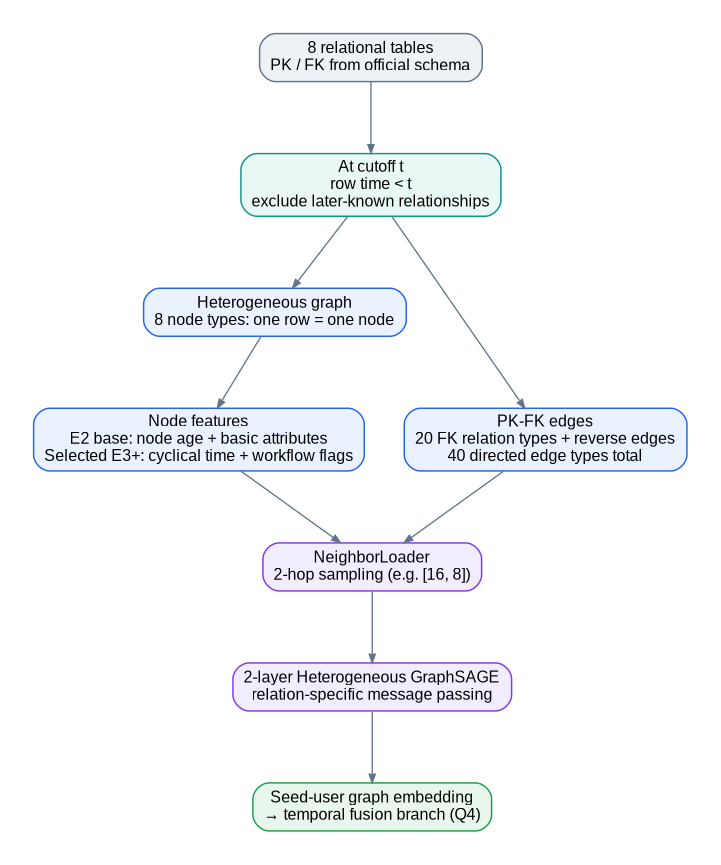 8 relational tables
PK / FK from official schema
At cutoff t
row time < t
exclude later-known relationships
Heterogeneous graph
8 node types: one row = one node
Node features
E2 base: node age + basic attributes
Selected E3+: cyclical time + workflow flags
PK-FK edges
20 FK relation types + reverse edges
40 directed edge types total
NeighborLoader
2-hop sampling (e.g. [16, 8])
2-layer Heterogeneous GraphSAGE
relation-specific message passing
Seed-user graph embedding
→ temporal fusion branch (Q4)